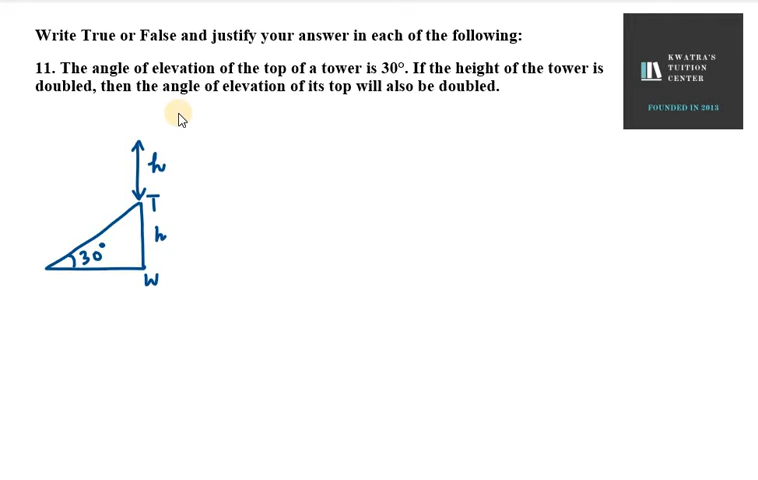 Write True or False and justify your answer in each of the following:
11. The angle of elevation of the top of a tower is 30°. If the height of the tower is
doubled, then the angle of elevation of its top will also be doubled.
KWATRA'S
TUITION
CENTER
FOUNDED IN 2013
h
T
h
30°
W